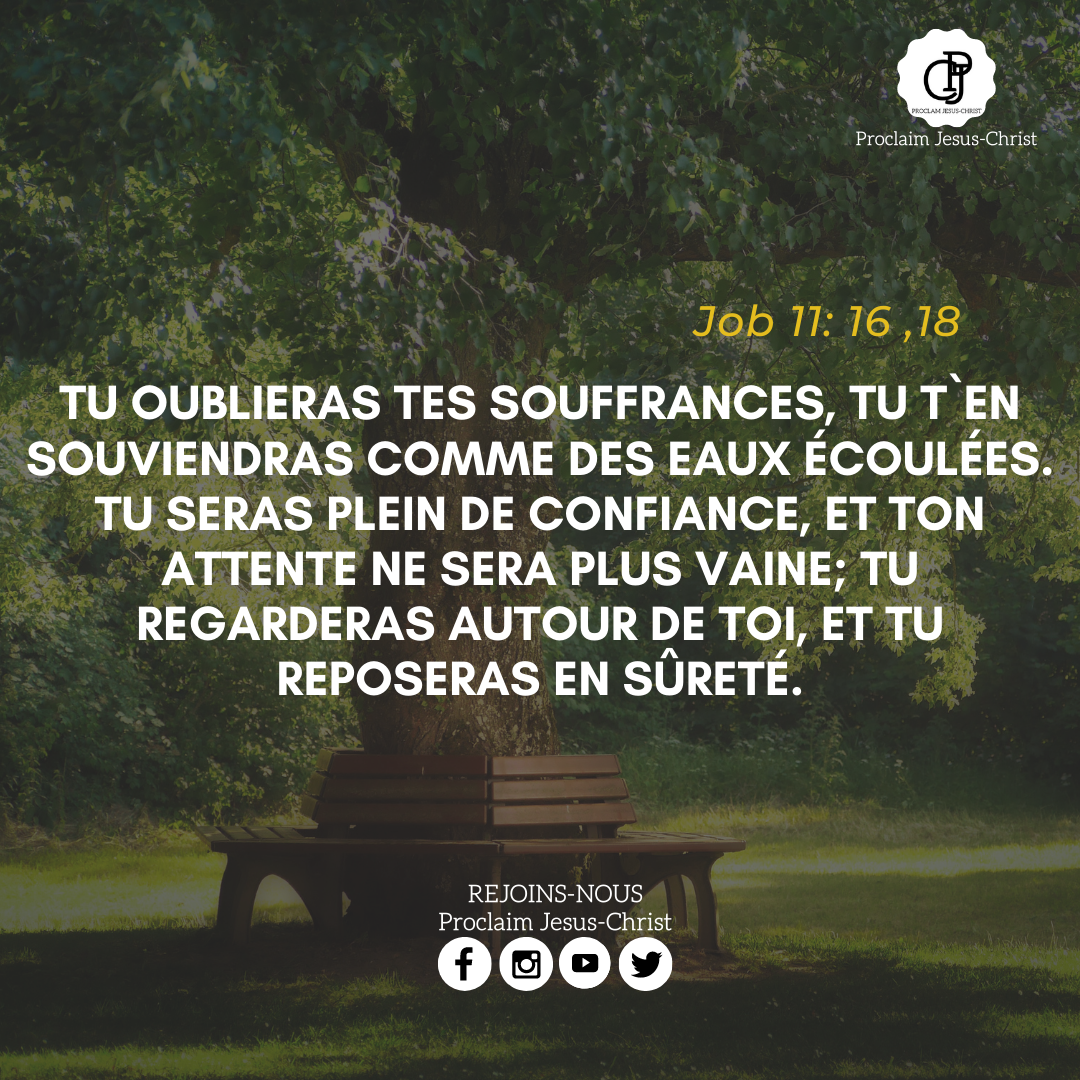 PROCLAM JESUS-CHRIST
Proclaim Jesus-Christ
Job 11: 16 ,18
TU OUBLIERAS TES SOUFFRANCES, TU T`EN
SOUVIENDRAS COMME DES EAUX ÉCOULÉES.
TU SERAS PLEIN DE CONFIANCE, ET TON
ATTENTE NE SERA PLUS VAINE; TU
REGARDERAS AUTOUR DE TOI, ET TU
REPOSERAS EN SÛRETÉ.
REJOINS-NOUS
Proclaim Jesus-Christ